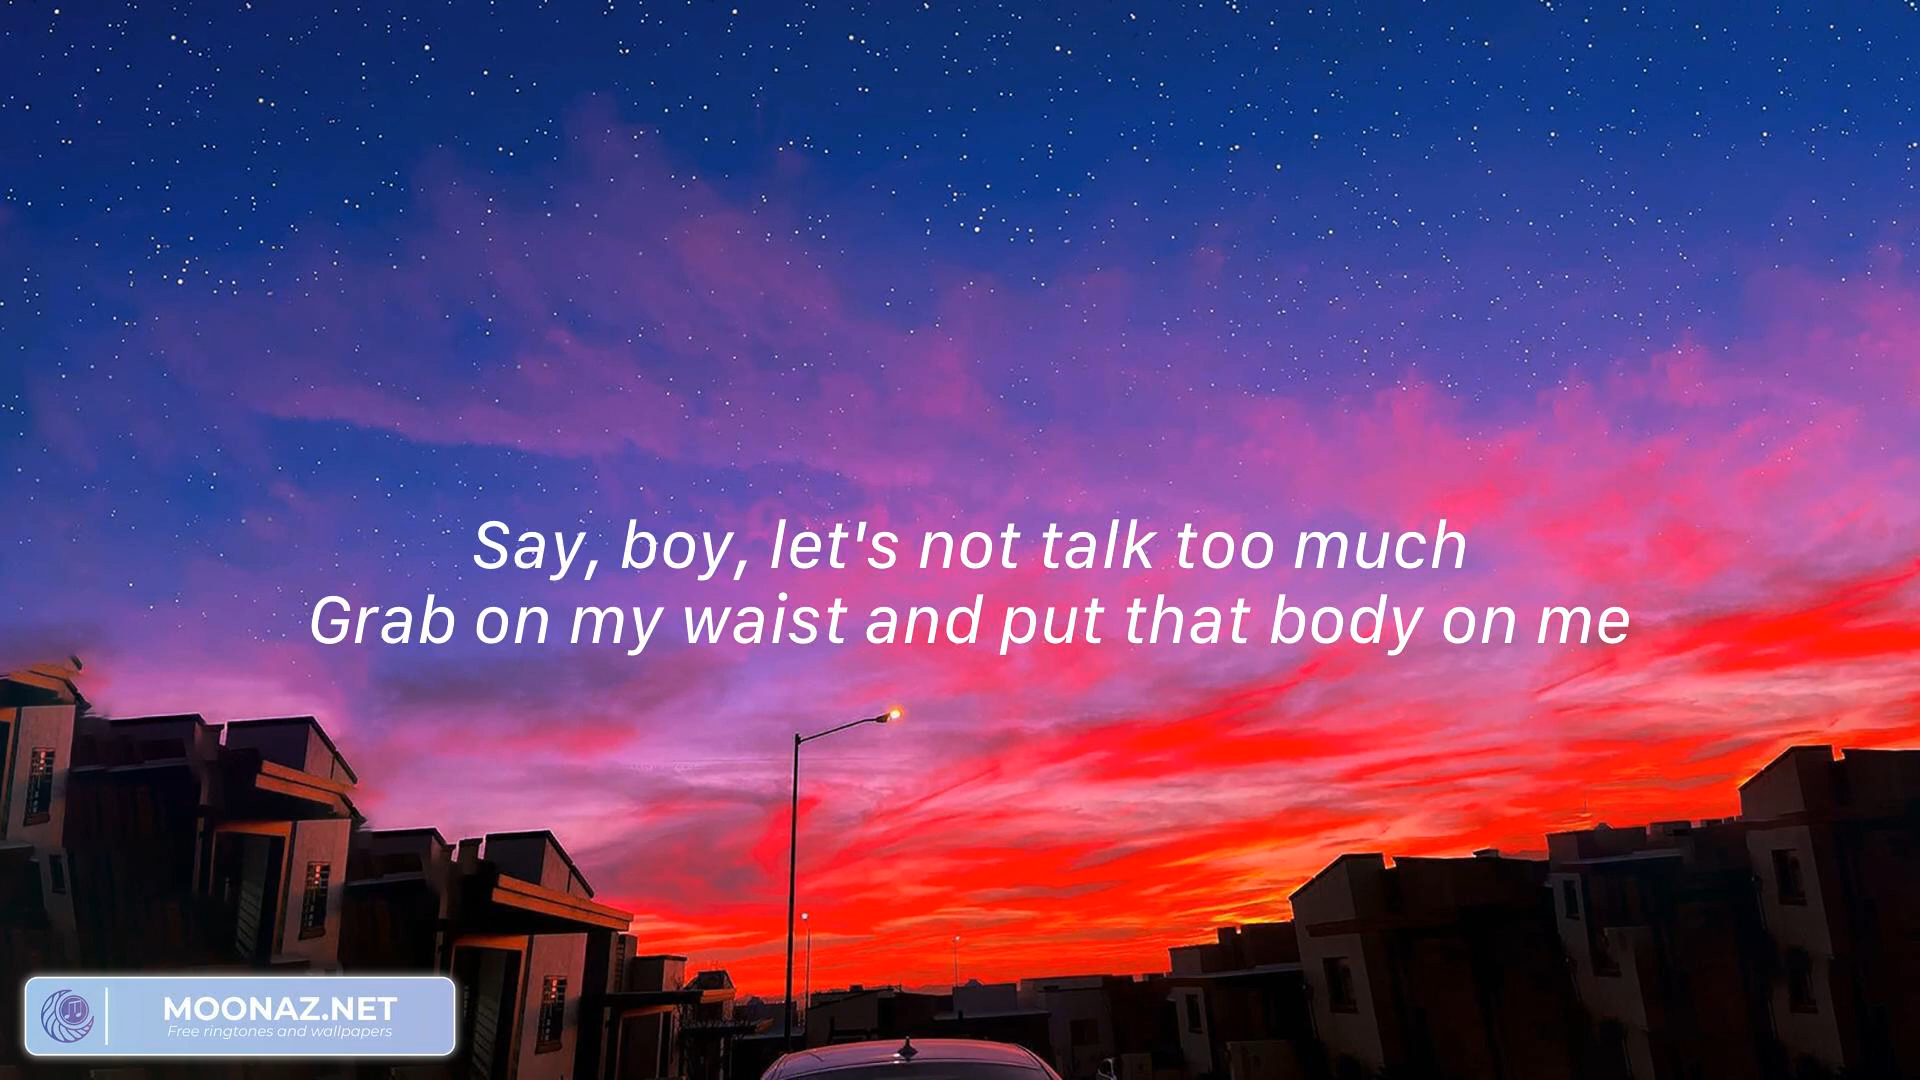 Say, boy, let's not talk too much
Grab on my waist and put that body on me
MOONAZ.NET
Free ringtones and wallpapers